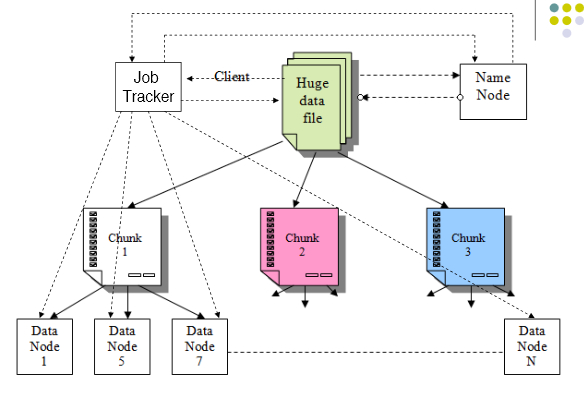 Job
Tracker
Client
Huge
data
file
Name
Node
Chunk
1
Chunk
2
Chunk
3
Data
Node
1
Data
Node
5
Data
Node
7
Data
Node
N